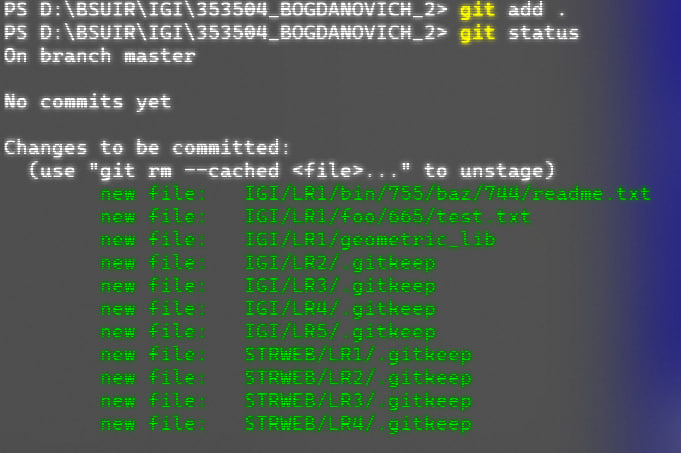 PS D:\BSUIR\IGI\353504_BOGDANOVICH_2> git add .
PS D:\BSUIR\IGI\353504_BOGDANOVICH_2> git status
On branch master
No commits yet
Changes to be committed:
(use "git rm --cached <file>..." to unstage)
new file: IGI/LR1/bin/755/baz/744/readme.txt
new file: IGI/LR1/foo/665/test.txt
new file: IGI/LR1/geometric_lib
new file: IGI/LR2/.gitkeep
new file: IGI/LR3/.gitkeep
new file: IGI/LR4/.gitkeep
new file: IGI/LR5/.gitkeep
new file: STRWEB/LR1/.gitkeep
new file: STRWEB/LR2/.gitkeep
new file: STRWEB/LR3/.gitkeep
new file: STRWEB/LR4/.gitkeep